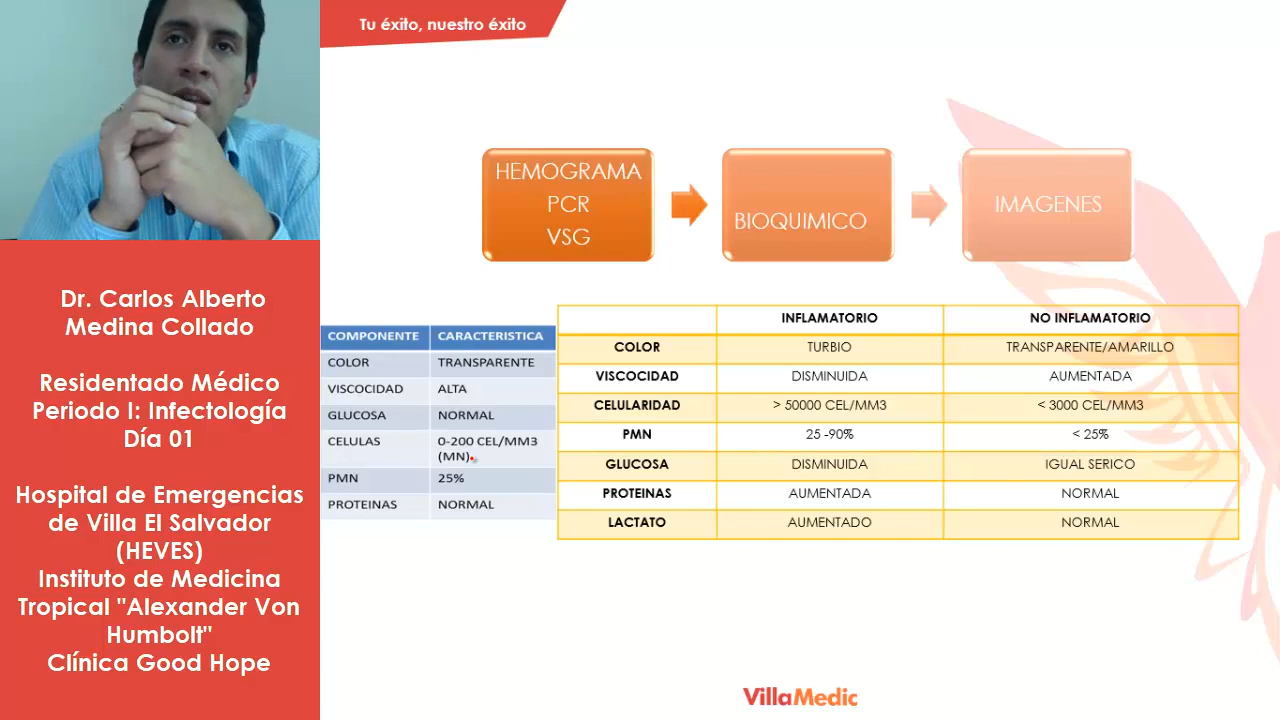 Tu éxito, nuestro éxito
Dr. Carlos Alberto
Medina Collado
Residentado Médico
Periodo I: Infectología
Día 01
Hospital de Emergencias
de Villa El Salvador
(HEVES)
Instituto de Medicina
Tropical "Alexander Von
Humbolt"
Clínica Good Hope
HEMOGRAMA
PCR
VSG
BIOQUIMICO
IMAGENES
COMPONENTE CARACTERISTICA
COLOR TRANSPARENTE
VISCOCIDAD ALTA
GLUCOSA NORMAL
CELULAS 0-200 CEL/MM3
(MN)
PMN 25%
PROTEINAS NORMAL
INFLAMATORIO NO INFLAMATORIO
COLOR TURBIO TRANSPARENTE/AMARILLO
VISCOCIDAD DISMINUIDA AUMENTADA
CELULARIDAD > 50000 CEL/MM3 < 3000 CEL/MM3
PMN 25 -90% < 25%
GLUCOSA DISMINUIDA IGUAL SERICO
PROTEINAS AUMENTADA NORMAL
LACTATO AUMENTADO NORMAL
VillaMedic